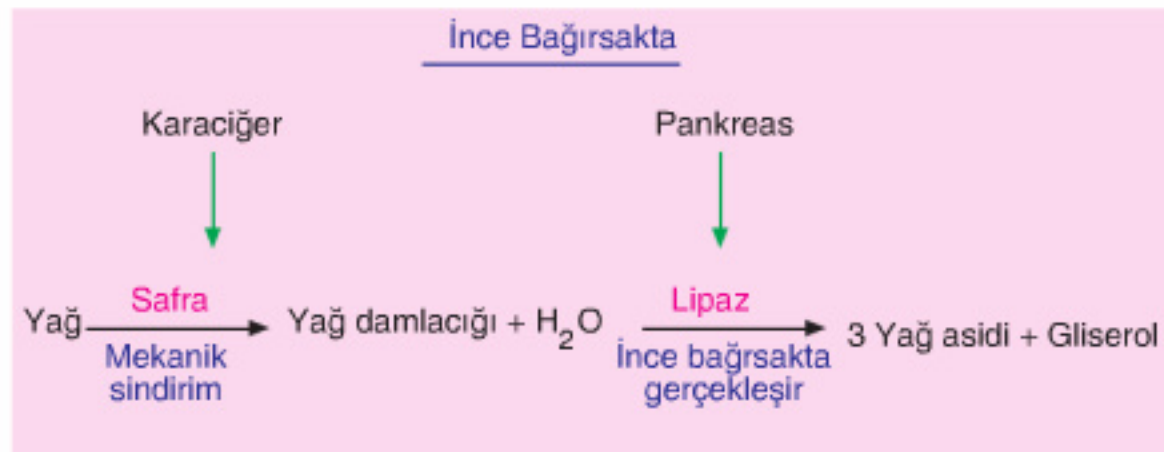 İnce Bağırsakta
Karaciğer
Pankreas
Safra
Lipaz
Yağ
Yağ damlacığı + H₂O
3 Yağ asidi + Gliserol
Mekanik
sindirim
İnce bağrsakta
gerçekleşir